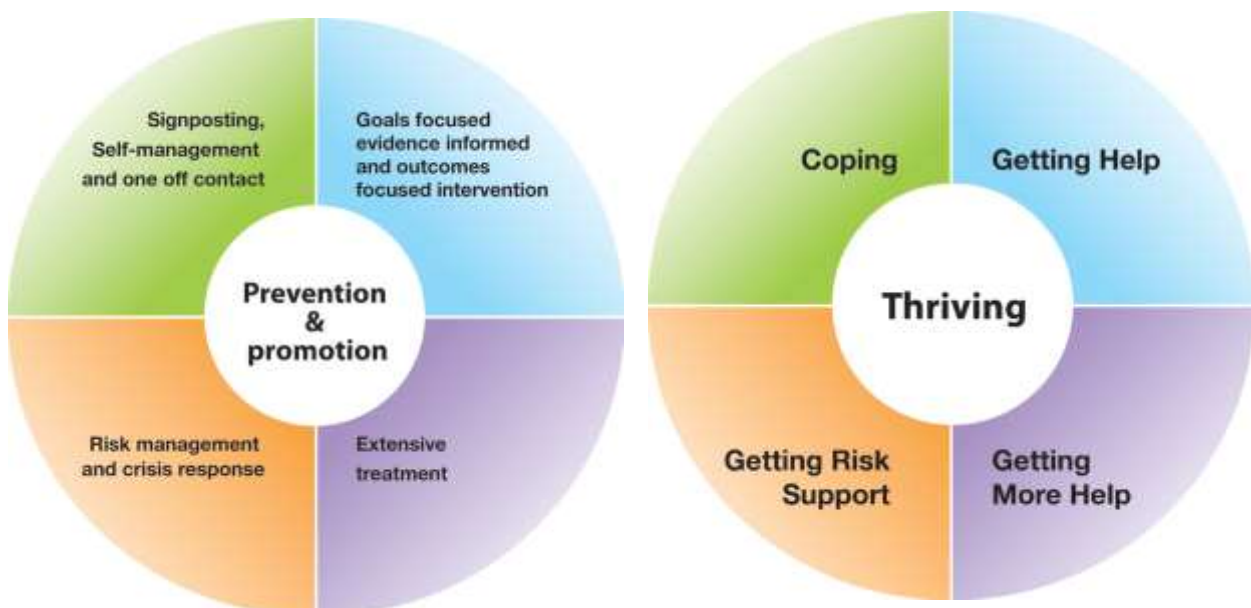 Signposting,
Self-management
and one off contact
Goals focused
evidence informed
and outcomes
focused intervention
Prevention
&
promotion
Risk management
and crisis response
Extensive
treatment
Coping
Getting Help
Thriving
Getting Risk
Support
Getting
More Help